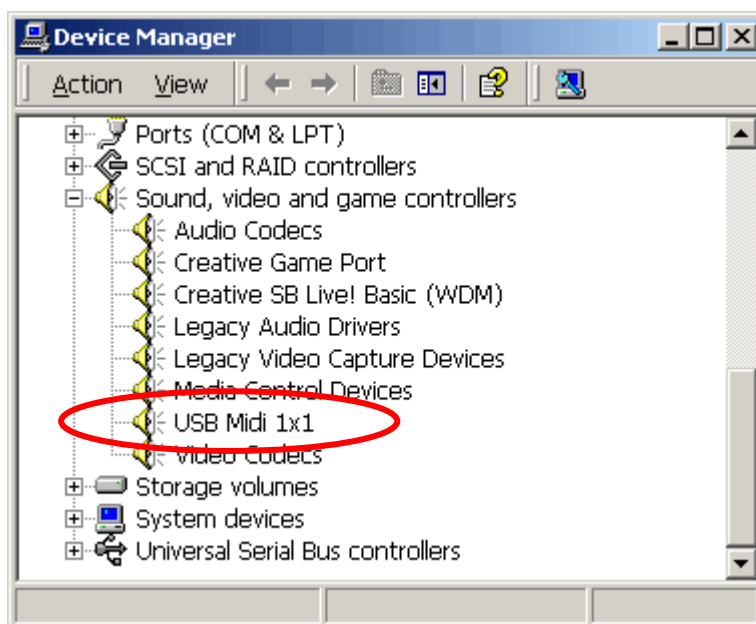 Device Manager
Action View
Ports (COM & LPT)
SCSI and RAID controllers
Sound, video and game controllers
Audio Codecs
Creative Game Port
Creative SB Live! Basic (WDM)
Legacy Audio Drivers
Legacy Video Capture Devices
Media Control Devices
USB Midi 1x1
Video Codecs
Storage volumes
System devices
Universal Serial Bus controllers